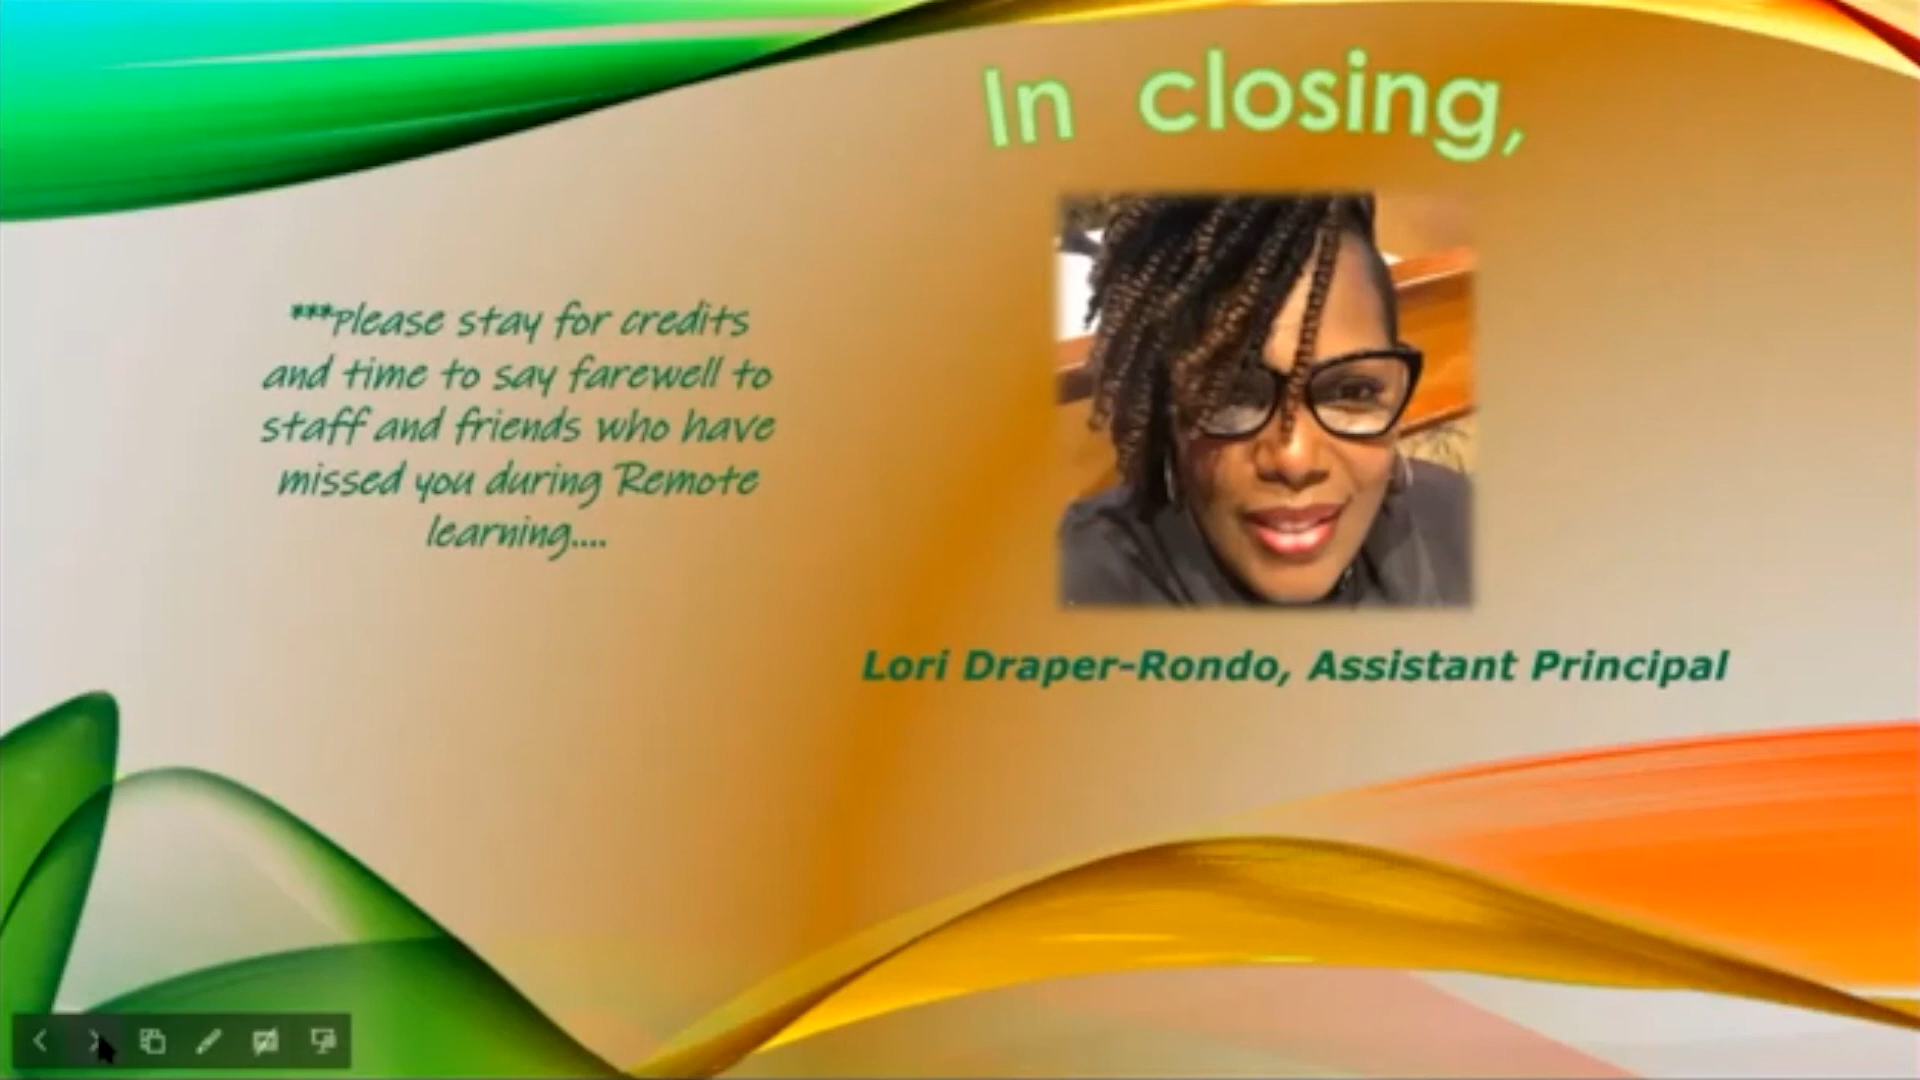 In closing,
***Please stay for credits
and time to say farewell to
staff and friends who have
missed you during Remote
learning....
Lori Draper-Rondo, Assistant Principal